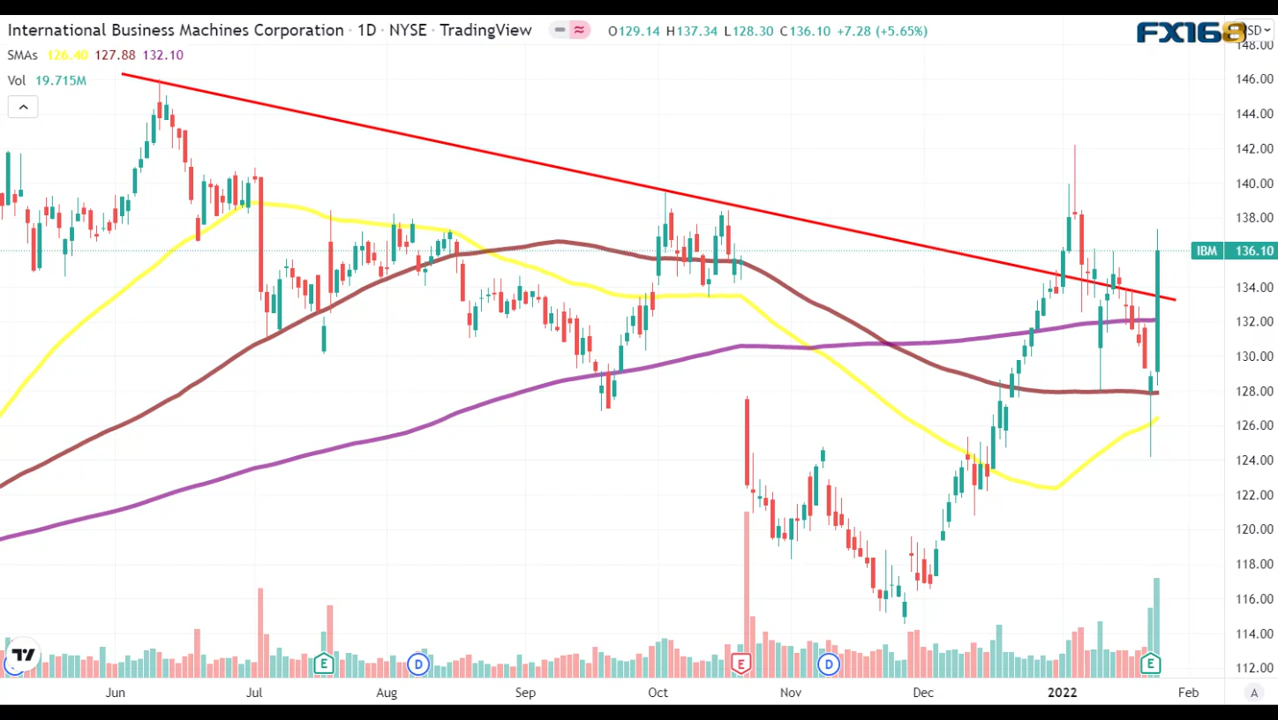 International Business Machines Corporation · 1D · NYSE · TradingView O129.14 H137.34 L128.30 C136.10 +7.28 (+5.65%)
FX168
SD
SMAs 126.40 127.88 132.10
Vol 19.715M
148.00
146.00
144.00
142.00
140.00
138.00
IBM 136.10
134.00
132.00
130.00
128.00
126.00
124.00
122.00
120.00
118.00
116.00
114.00
112.00
E D E D E
Jun Jul Aug Sep Oct Nov Dec 2022 Feb A